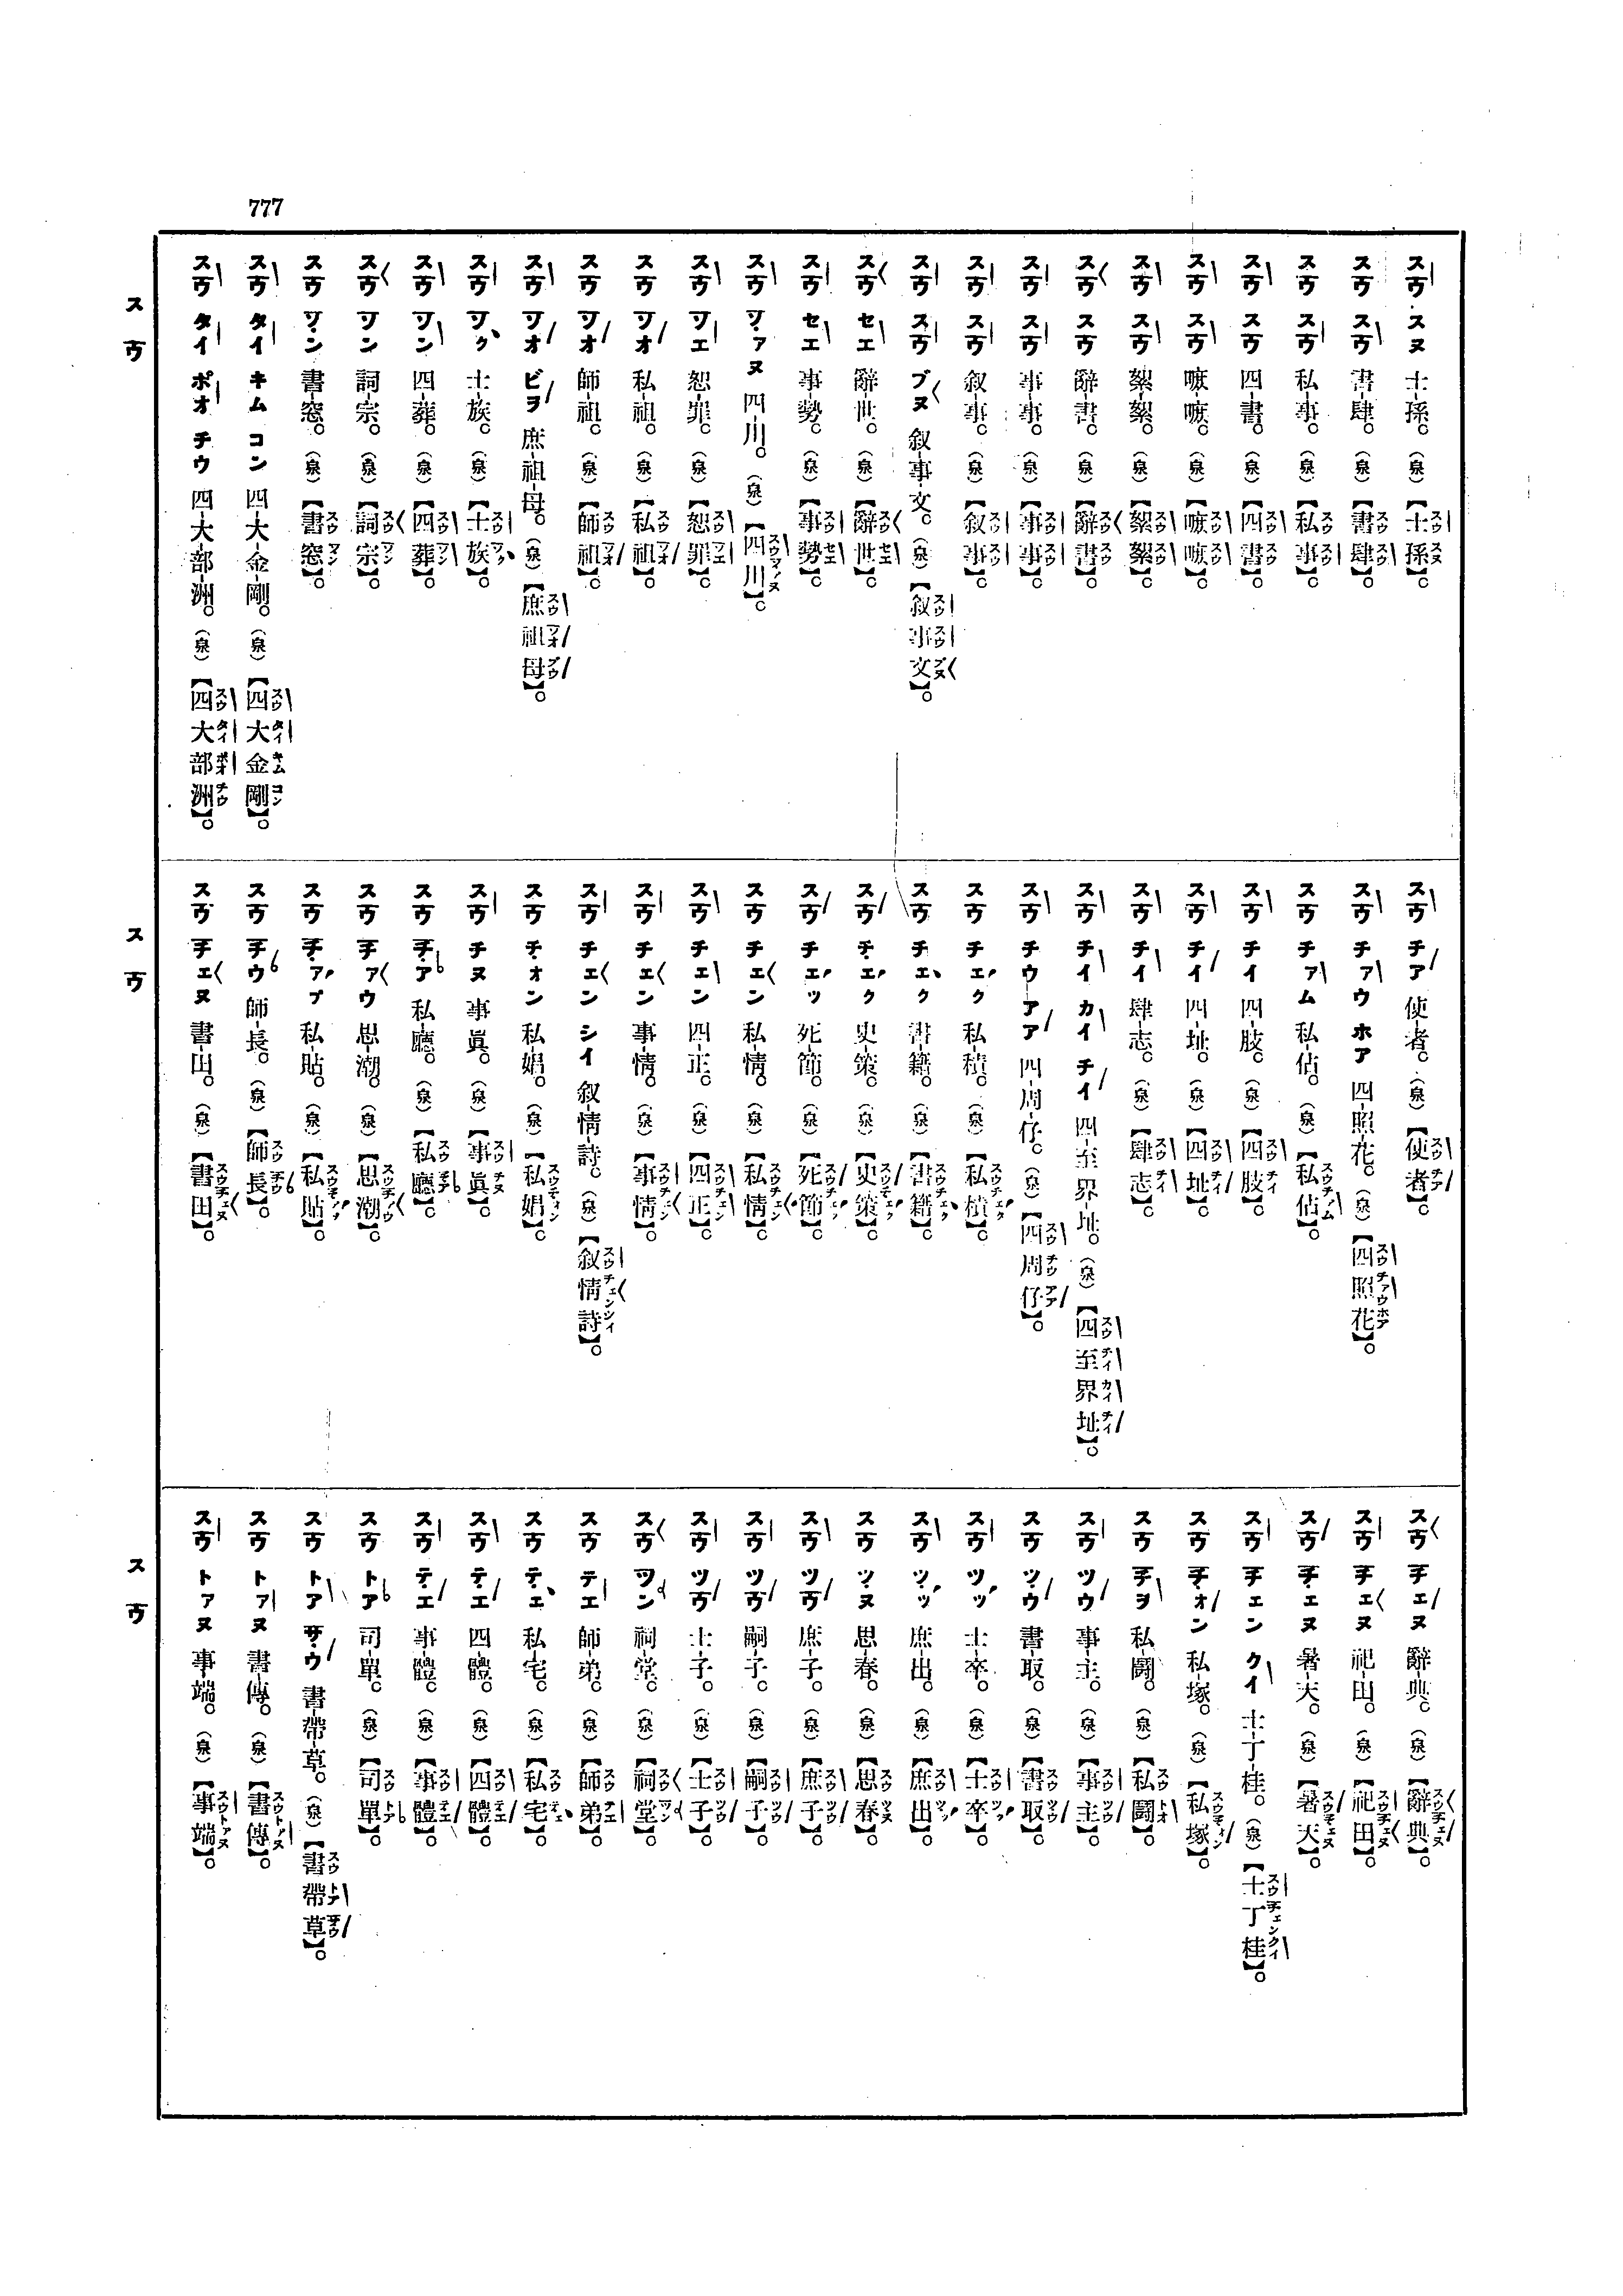 777
スウ スヌ 士-孫。（泉）【士孫】。
スウ スウ 書-肆。（泉）【書肆】。
スウ スウ 私-事。（泉）【私事】。
スウ スウ 四-書。（泉）【四書】。
スウ スウ 嗾-嗾。（泉）【嗾嗾】。
スウ スウ 絮-絮。（泉）【絮絮】。
スウ スウ 辭-書。（泉）【辭書】。
スウ スウ 事-事。（泉）【事事】。
スウ スウ 叙-事。（泉）【叙事】。
スウ スウ ブヌ 叙-事-文。（泉）【叙事文】。
スウ セエ 辭-世。（泉）【辭世】。
スウ セエ 事-勢。（泉）【事勢】。
スウ ツ・ァヌ 四-川。（泉）【四川】。
スウ ツエ 恕-罪。（泉）【恕罪】。
スウ ツオ 私-祖。（泉）【私祖】。
スウ ツオ 師-祖。（泉）【師祖】。
スウ ツオ ビヲ 庶-祖-母。（泉）【庶祖母】。
スウ ツク 士-族。（泉）【士族】。
スウ ツン 四-葬。（泉）【四葬】。
スウ ツン 詞-宗。（泉）【詞宗】。
スウ ツ・ン 書-窓。（泉）【書窓】。
スウ タイ キム コン 四-大-金-剛。（泉）【四大金剛】。
スウ タイ ポオ チウ 四-大-部-洲。（泉）【四大部洲】。
スウ
スウ チア 使-者。（泉）【使者】。
スウ チァウ ホア 四-照-花。（泉）【四照花】。
スウ チァム 私-佔。（泉）【私佔】。
スウ チイ 四-肢。（泉）【四肢】。
スウ チイ 四-址。（泉）【四址】。
スウ チイ 肆-志。（泉）【肆志】。
スウ チイ カイ チイ 四-至-界-址。（泉）【四至界址】。
スウ チウ アア 四-周-仔。（泉）【四周仔】。
スウ チェク 私-積。（泉）【私積】。
スウ チェク 書-籍。（泉）【書籍】。
スウ チ・ェク 史-策。（泉）【史策】。
スウ チェッ 死-節。（泉）【死節】。
スウ チェン 私-情。（泉）【私情】。
スウ チェン 四-正。（泉）【四正】。
スウ チェン 事-情。（泉）【事情】。
スウ チェン シイ 叙-情-詩。（泉）【叙情詩】。
スウ チ・ォン 私-娼。（泉）【私娼】。
スウ チヌ 事-眞。（泉）【事眞】。
スウ チ・ア 私-廳。（泉）【私廳】。
スウ チァウ 思-潮。（泉）【思潮】。
スウ チ・ァㇷ゚ 私-貼。（泉）【私貼】。
スウ チウ 師-長。（泉）【師長】。
スウ チェヌ 書-田。（泉）【書田】。
スウ
スウ チェヌ 辭-典。（泉）【辭典】。
スウ チェヌ 祀-田。（泉）【祀田】。
スウ チ・ェヌ 暑-天。（泉）【暑天】。
スウ チェン クイ 士-丁-桂。（泉）【士丁桂】。
スウ チ・ォン 私-塚。（泉）【私塚】。
スウ チヲ 私-鬪。（泉）【私鬪】。
スウ ツウ 事-主。（泉）【事主】。
スウ ツ・ウ 書-取。（泉）【書取】。
スウ ツッ 士-卒。（泉）【士卒】。
スウ ツ・ッ 庶-出。（泉）【庶出】。
スウ ツ・ヌ 思-春。（泉）【思春】。
スウ ツウ 庶-子。（泉）【庶子】。
スウ ツウ 嗣-子。（泉）【嗣子】。
スウ ツウ 士-子。（泉）【士子】。
スウ ツン 祠-堂。（泉）【祠堂】。
スウ テエ 師-弟。（泉）【師弟】。
スウ テ・ェ 私-宅。（泉）【私宅】。
スウ テ・エ 四-體。（泉）【四體】。
スウ テ・エ 事-體。（泉）【事體】。
スウ トア 司-單。（泉）【司單】。
スウ トア サ・ウ 書-帶-草。（泉）【書帶草】。
スウ トァヌ 書-傳。（泉）【書傳】。
スウ トァヌ 事-端。（泉）【事端】。
スウ